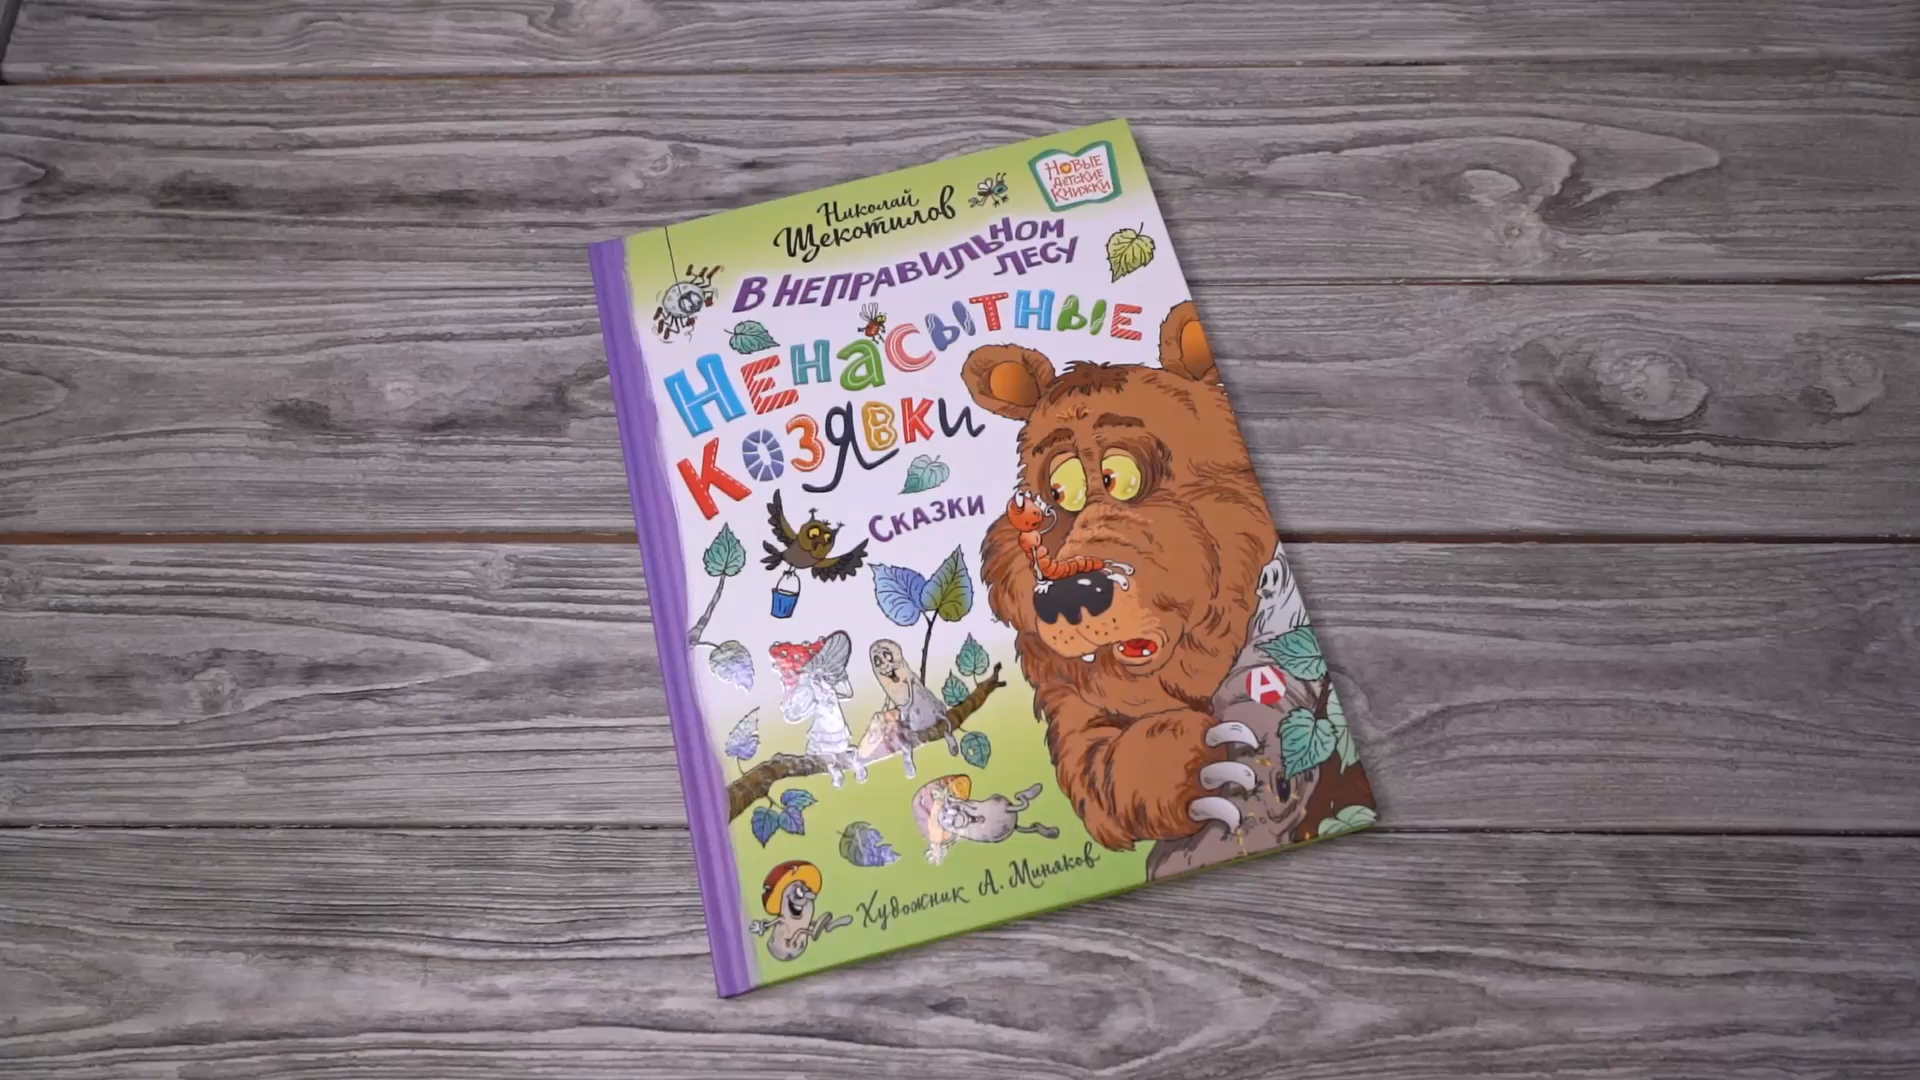 Николай
Щекотилов
НОВЫЕ
ДЕТСКИЕ
КНИЖКИ
В НЕПРАВИЛЬНОМ
ЛЕСУ
НЕНАСЫТНЫЕ
КОЗЯВКИ
СКАЗКИ
А
Художник А. Миняков